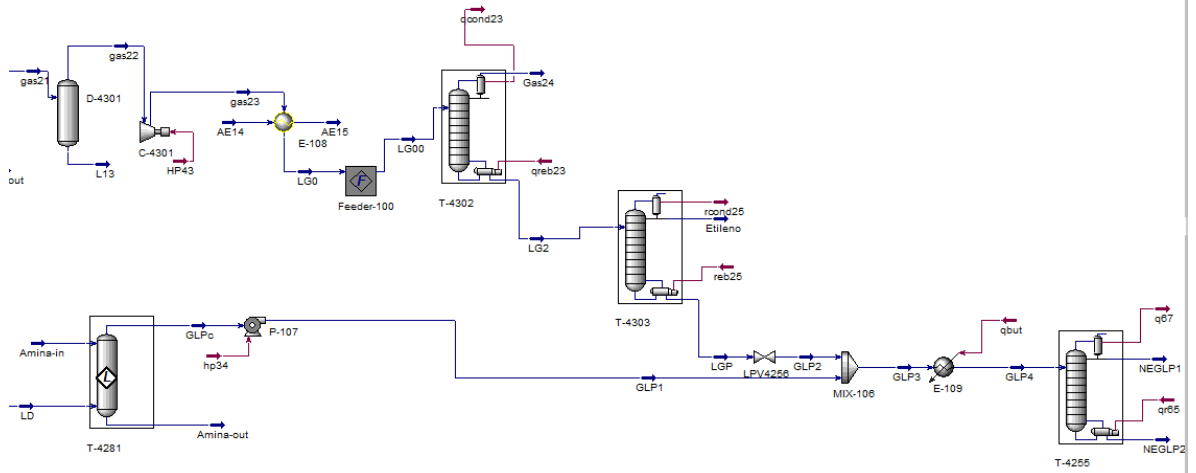 qcond23
gas22
gas21
D-4301
gas23
Gas24
AE14
AE15
E-108
C-4301
LG00
HP43
L13
out
LG0
qreb23
Feeder-100
T-4302
rcond25
Etileno
LG2
reb25
T-4303
q67
qbut
GLPc
P-107
Amina-in
hp34
LGP
LPV4256
GLP2
GLP3
GLP4
NEGLP1
GLP1
MIX-106
E-109
L
LD
qr65
Amina-out
NEGLP2
T-4281
T-4255
F